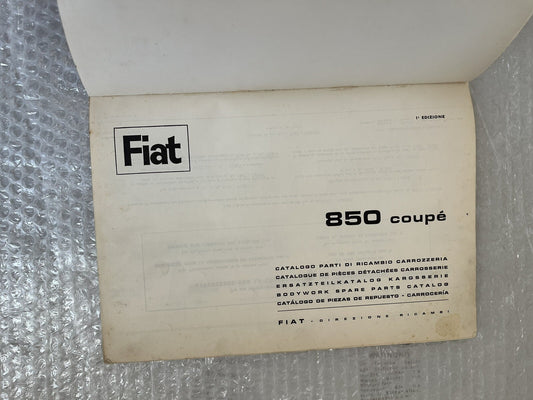 1ª EDIZIONE
Fiat
850 coupé
CATALOGO PARTI DI RICAMBIO CARROZZERIA
CATALOGUE DE PIÈCES DÉTACHÉES CARROSSERIE
ERSATZTEILKATALOG KAROSSERIE
BODYWORK SPARE PARTS CATALOG
CATÁLOGO DE PIEZAS DE REPUESTO - CARROCERÍA
FIAT - DIREZIONE RICAMBI